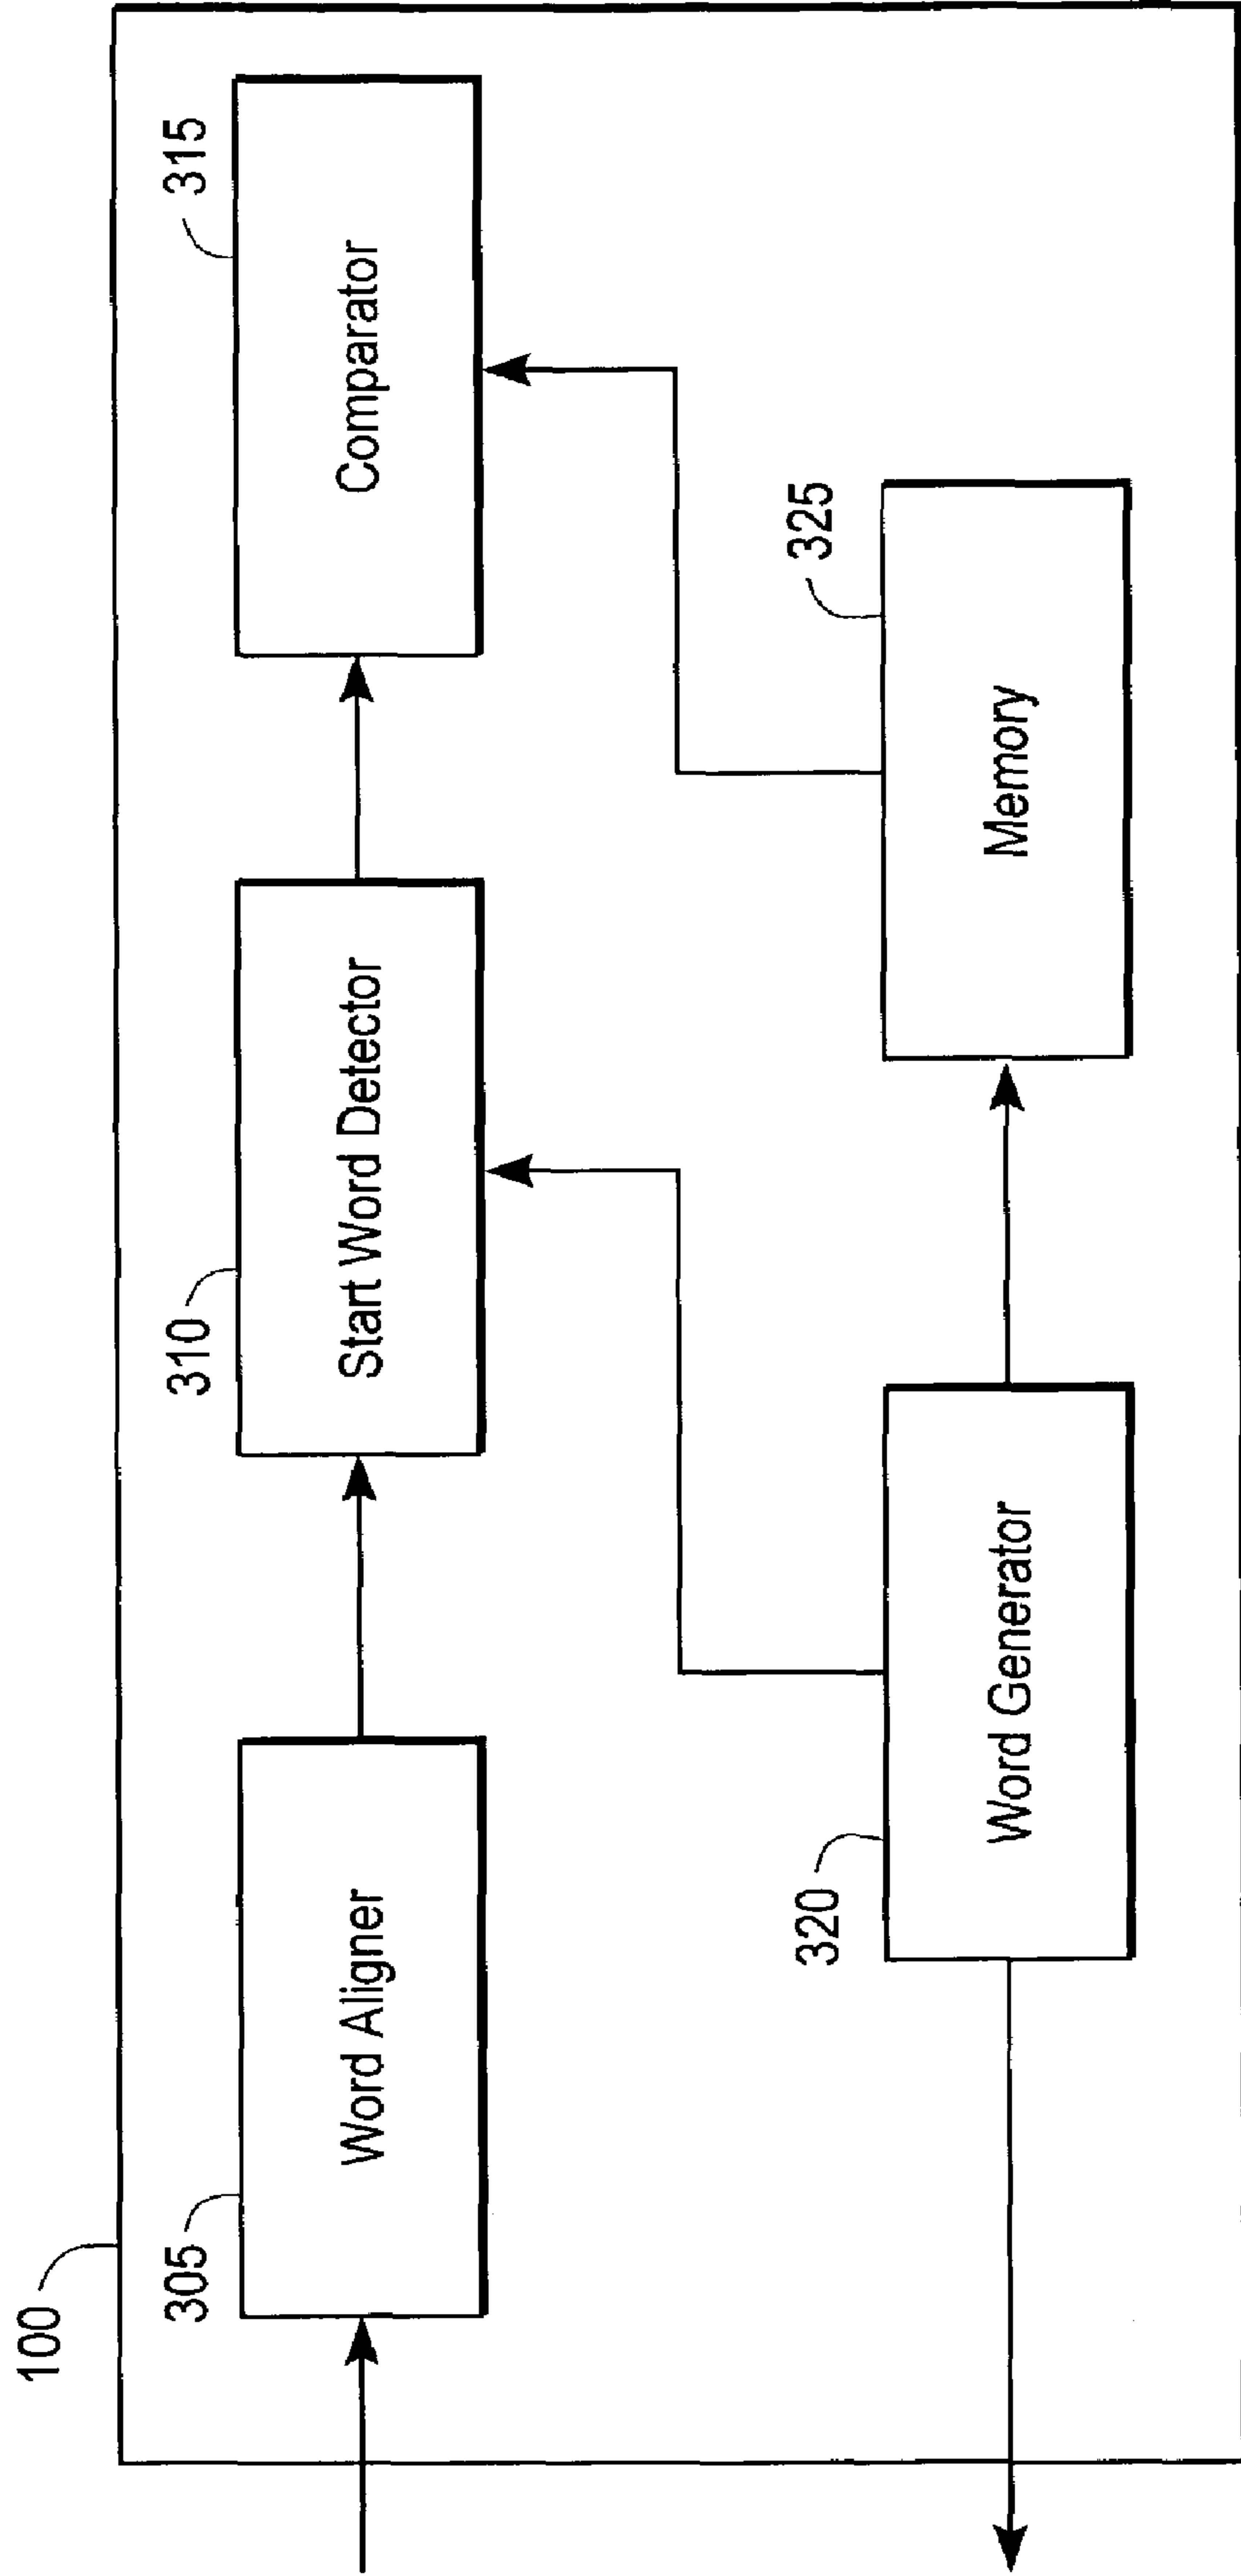 100
305
Word Aligner
310
Start Word Detector
315
Comparator
320
Word Generator
325
Memory